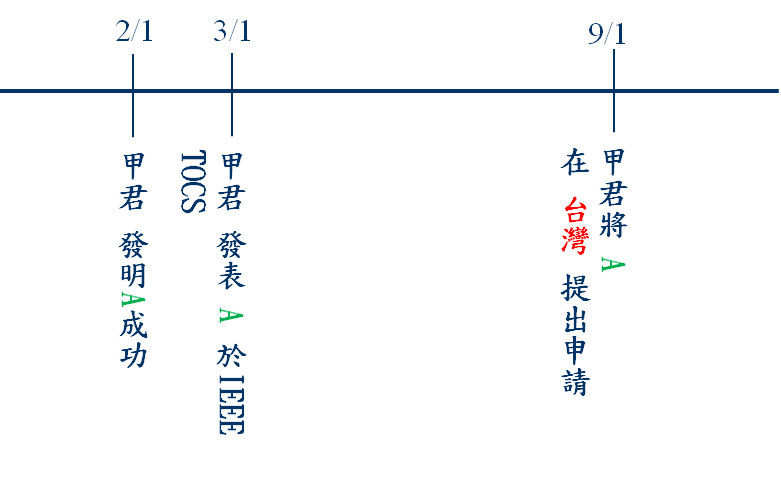 2/1
3/1
9/1
甲君 發明A成功
甲君 發表 A 於IEEE
TOCS
甲君將 A
在 台灣 提出申請